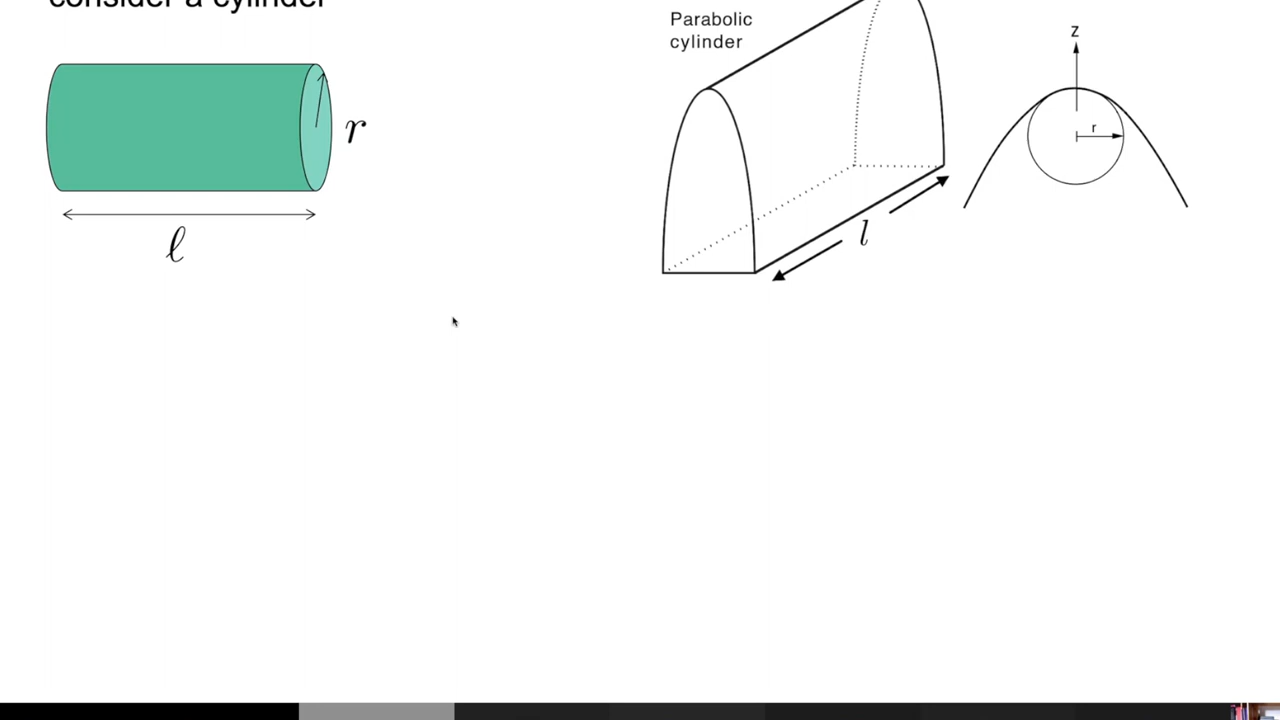 consider a cylinder
r
ℓ
Parabolic
cylinder
l
z
r